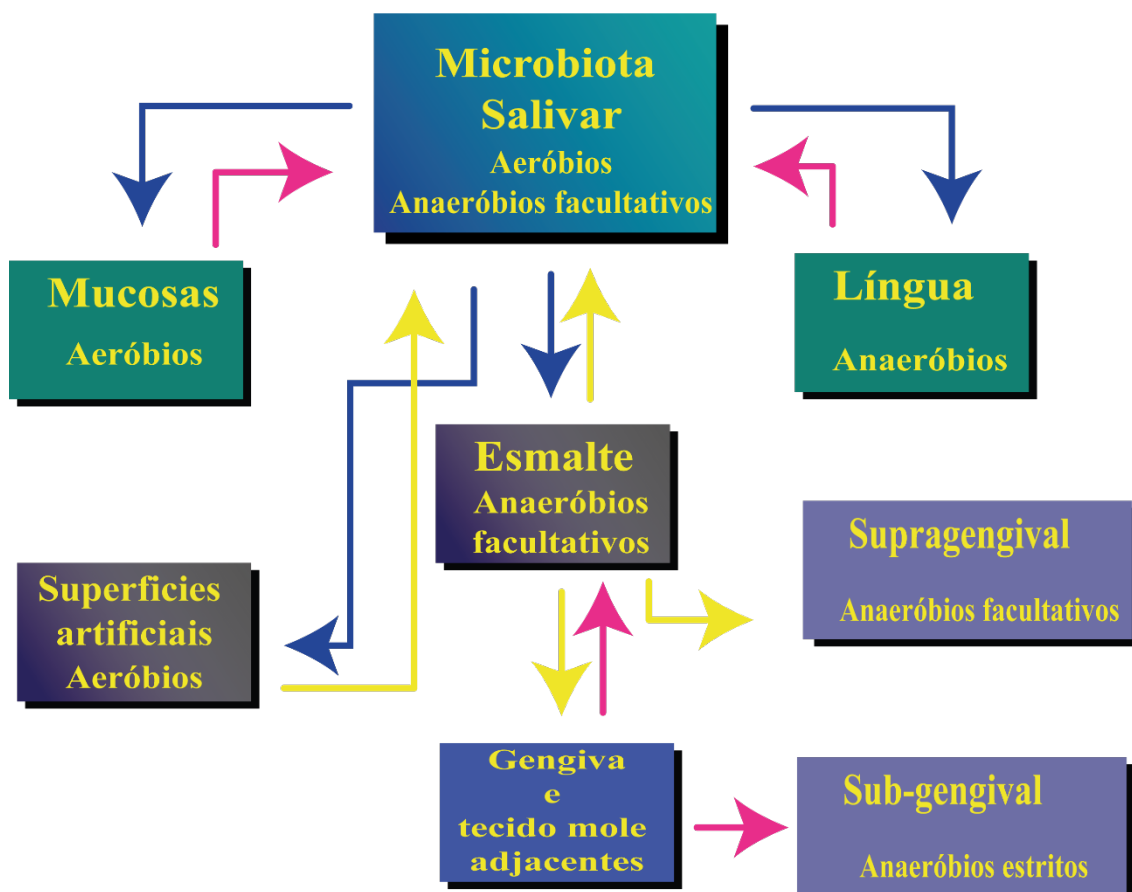 Microbiota
Salivar
Aeróbios
Anaeróbios facultativos
Mucosas
Aeróbios
Língua
Anaeróbios
Esmalte
Anaeróbios
facultativos
Superficies
artificiais
Aeróbios
Supragengival
Anaeróbios facultativos
Gengiva
e
tecido mole
adjacentes
Sub-gengival
Anaeróbios estritos